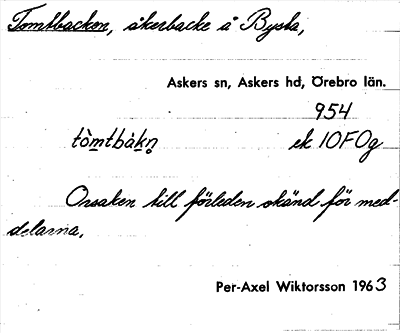 Tomtbacken, åkerbacke å Bysta,
Askers sn, Askers hd, Örebro län.
954
tòmtbàkn̥ ek 10F0g
Orsaken till förleden okänd för med-
delarna.
Per-Axel Wiktorsson 1963